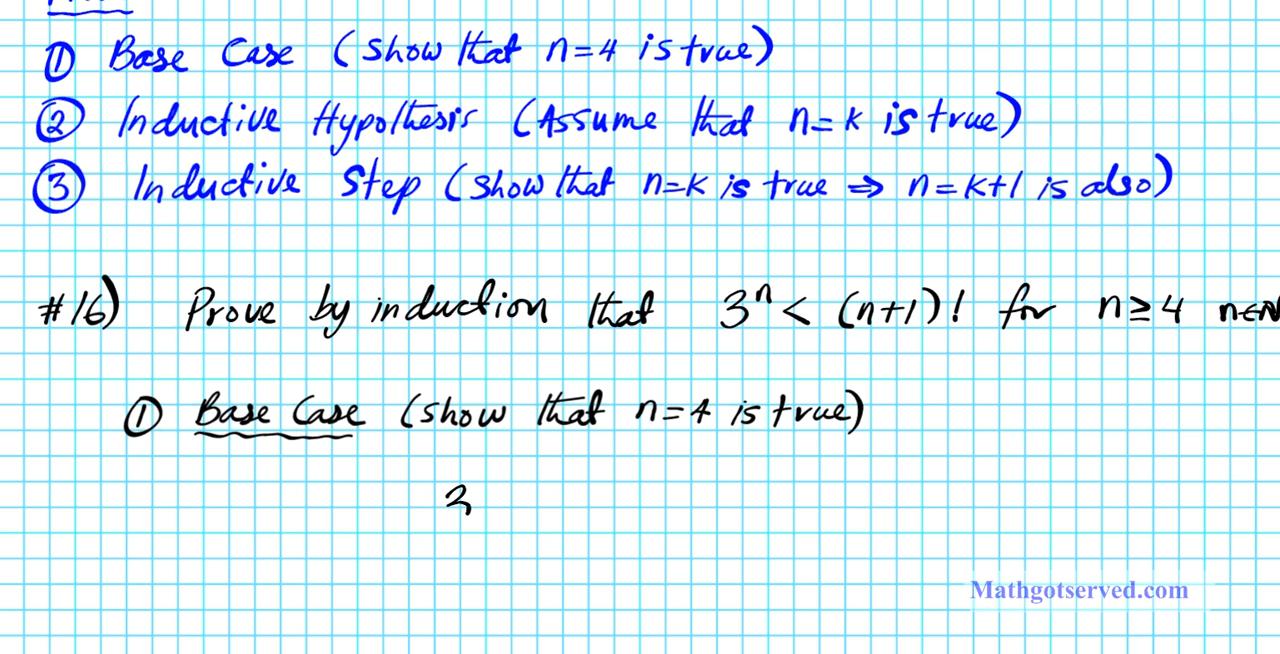 ① Base Case (show that n=4 is true)
② Inductive Hypothesis (Assume that n=k is true)
③ Inductive Step (show that n=k is true ⇒ n=k+1 is also)
#16) Prove by induction that 3ⁿ < (n+1)! for n≥4 n∈N
① Base Case (show that n=4 is true)
3
Mathgotserved.com